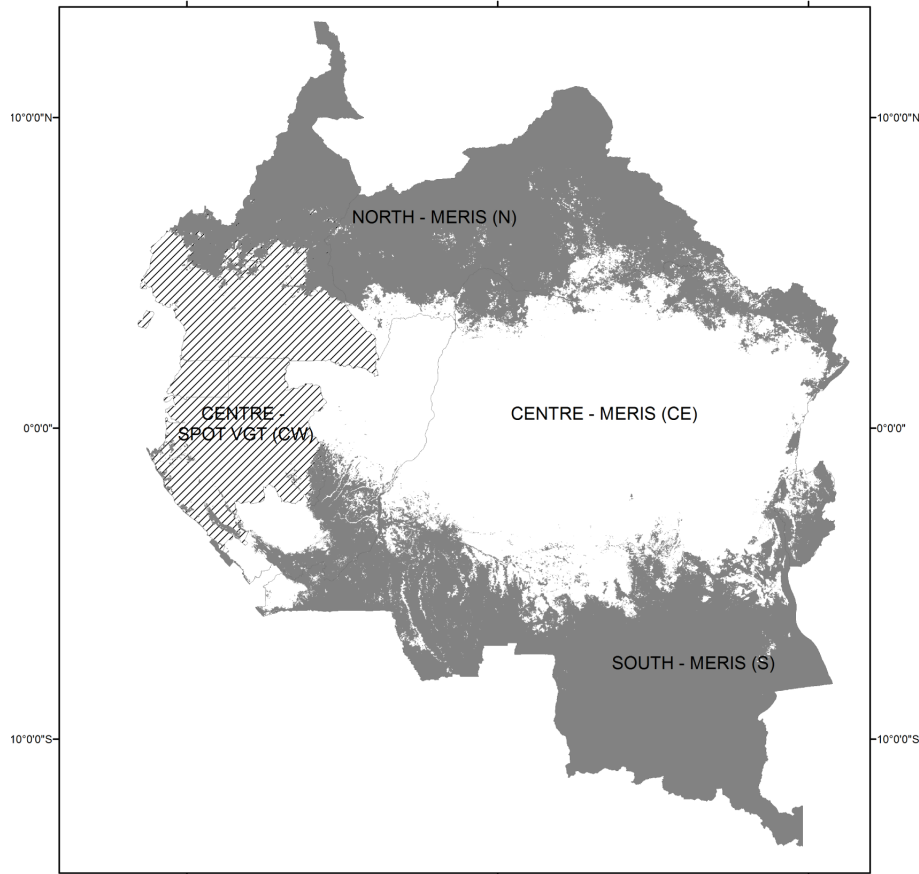 10°0'0"N
10°0'0"N
NORTH - MERIS (N)
CENTRE -
SPOT VGT (CW)
CENTRE - MERIS (CE)
0°0'0"
0°0'0"
SOUTH - MERIS (S)
10°0'0"S
10°0'0"S